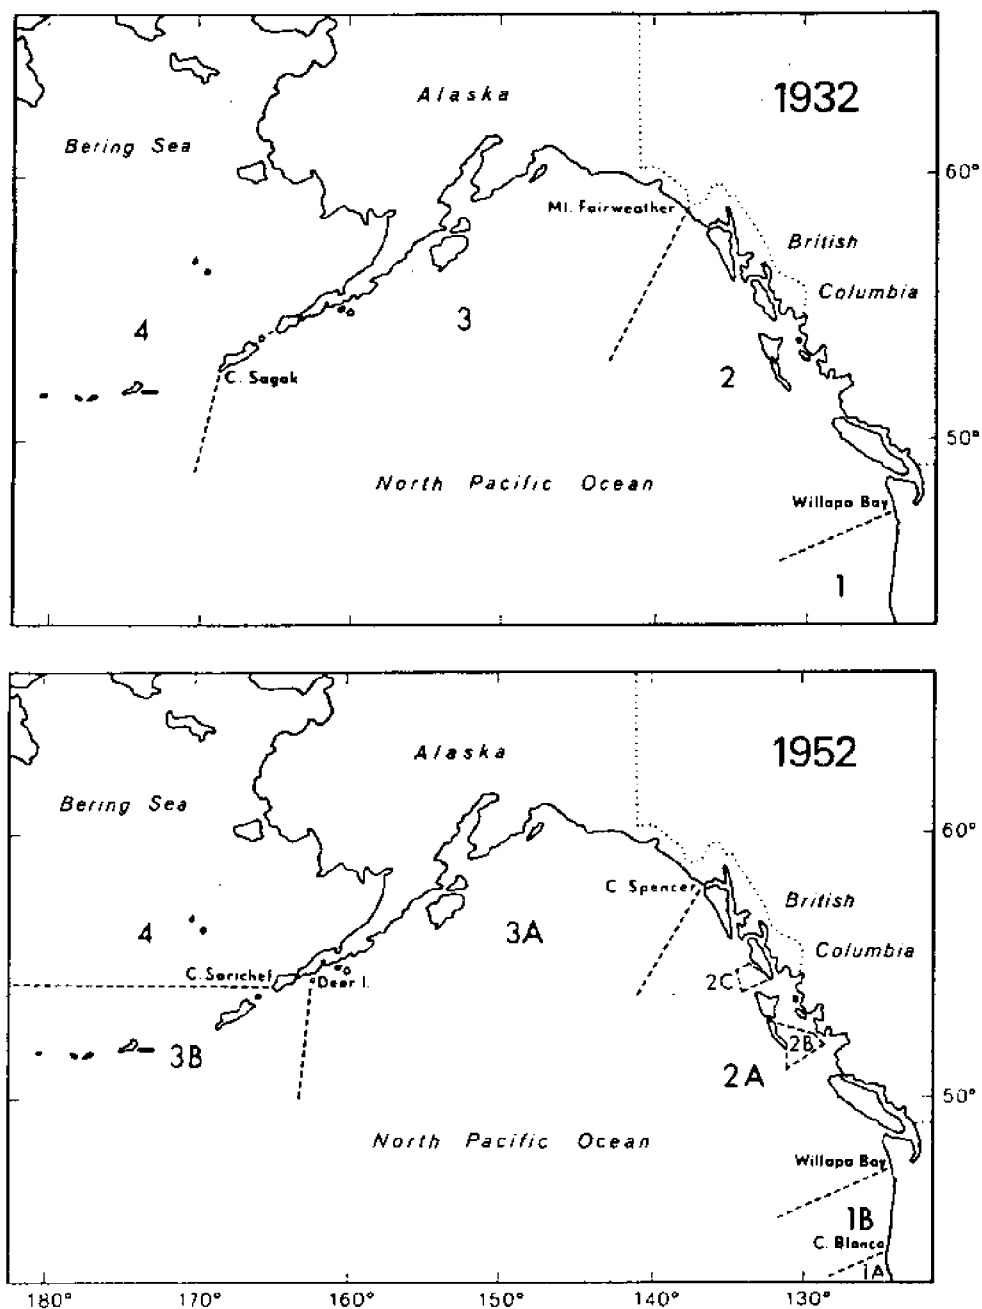 1932
Alaska
Bering Sea
60°
Mt. Fairweather
British
Columbia
4
3
2
C. Sagak
50°
North Pacific Ocean
Willapa Bay
1
1952
Alaska
Bering Sea
60°
C. Spencer
British
Columbia
4
3A
C. Sarichef
Deer I.
2C
2B
3B
2A
50°
North Pacific Ocean
Willapa Bay
1B
C. Blanco
1A
180° 170° 160° 150° 140° 130°